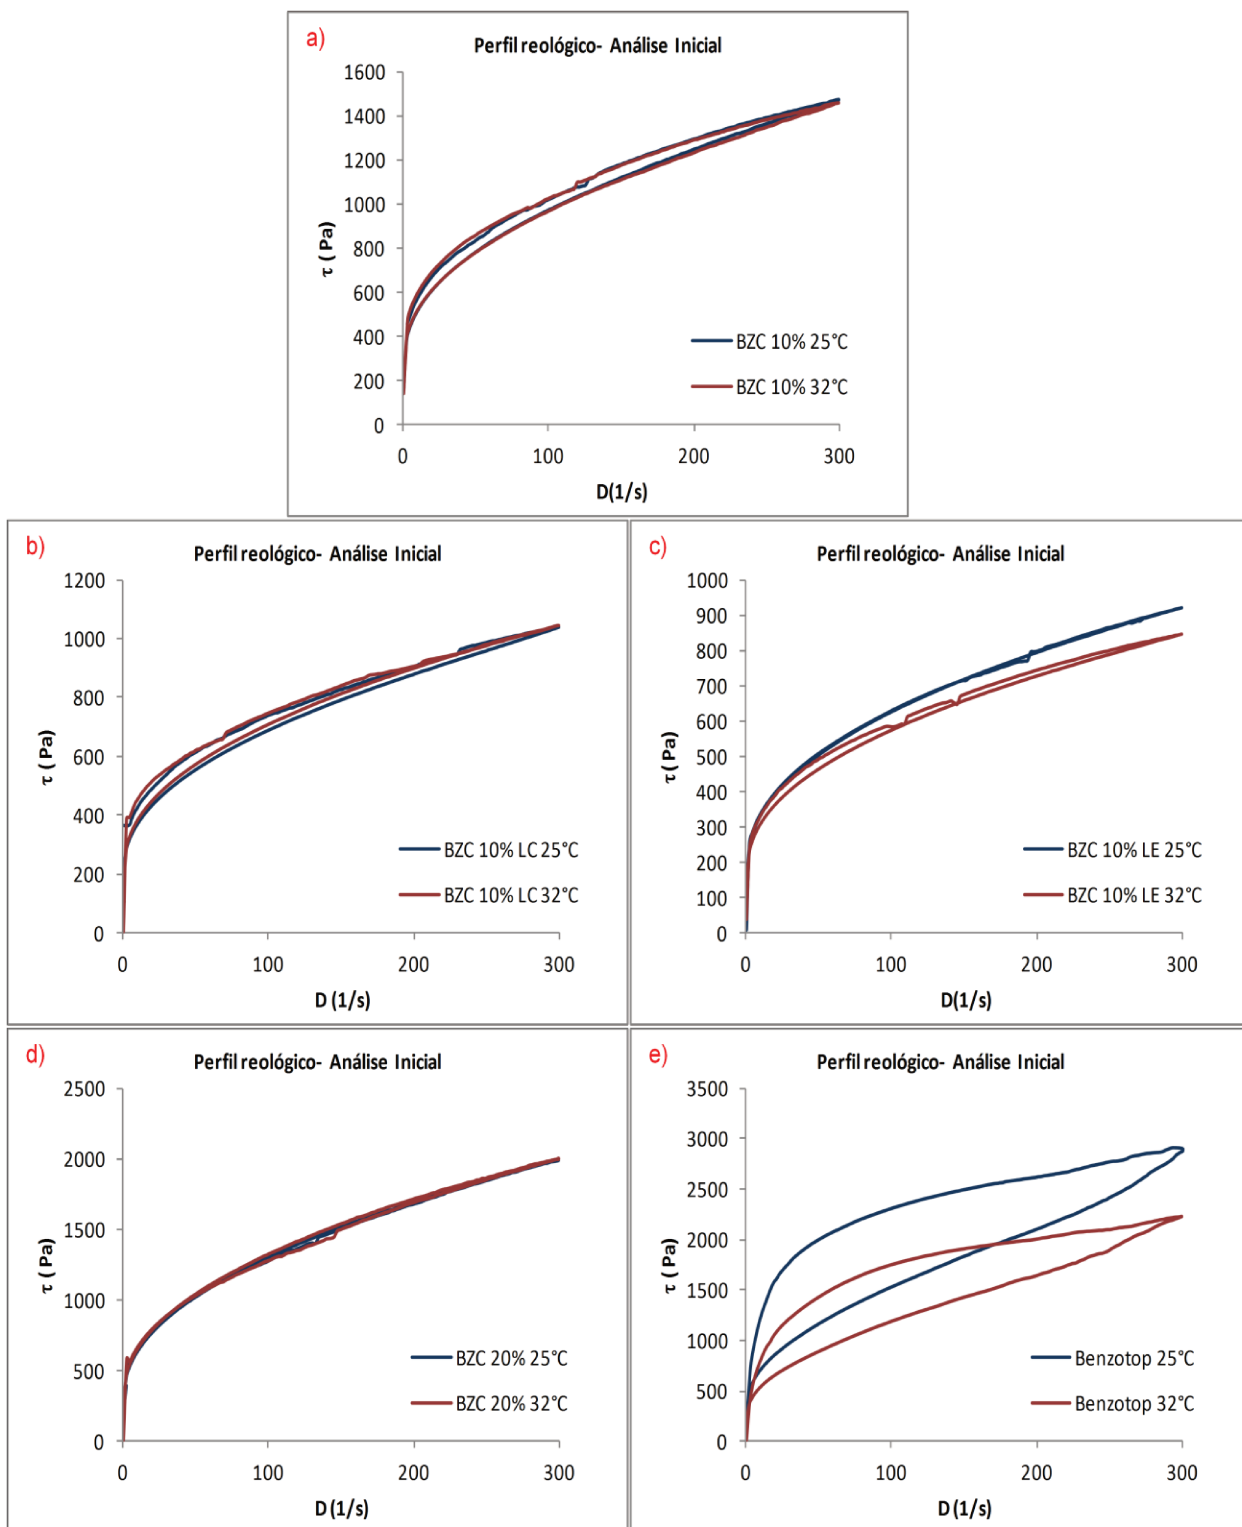 a)
Perfil reológico- Análise Inicial
1600
1400
1200
1000
800
600
400
200
0
τ ( Pa)
0 100 200 300
D(1/s)
BZC 10% 25°C
BZC 10% 32°C
b)
Perfil reológico- Análise Inicial
1200
1000
800
600
400
200
0
τ ( Pa)
0 100 200 300
D (1/s)
BZC 10% LC 25°C
BZC 10% LC 32°C
c)
Perfil reológico- Análise Inicial
1000
900
800
700
600
500
400
300
200
100
0
τ ( Pa)
0 100 200 300
D(1/s)
BZC 10% LE 25°C
BZC 10% LE 32°C
d)
Perfil reológico- Análise Inicial
2500
2000
1500
1000
500
0
τ ( Pa)
0 100 200 300
D (1/s)
BZC 20% 25°C
BZC 20% 32°C
e)
Perfil reológico- Análise Inicial
3500
3000
2500
2000
1500
1000
500
0
τ ( Pa)
0 100 200 300
D (1/s)
Benzotop 25°C
Benzotop 32°C